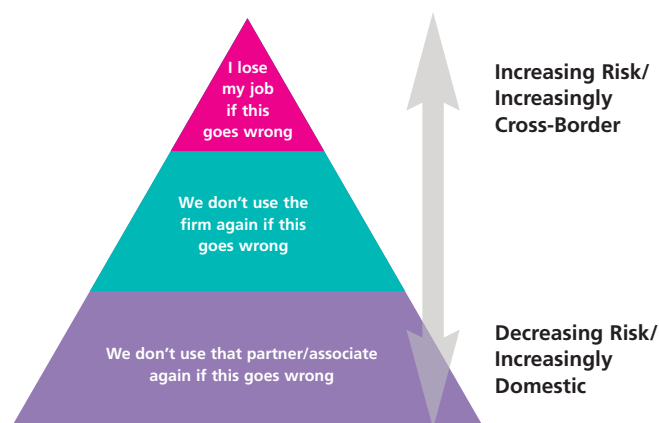 I lose
my job
if this
goes wrong
Increasing Risk/
Increasingly
Cross-Border
We don't use the
firm again if this
goes wrong
We don't use that partner/associate
again if this goes wrong
Decreasing Risk/
Increasingly
Domestic